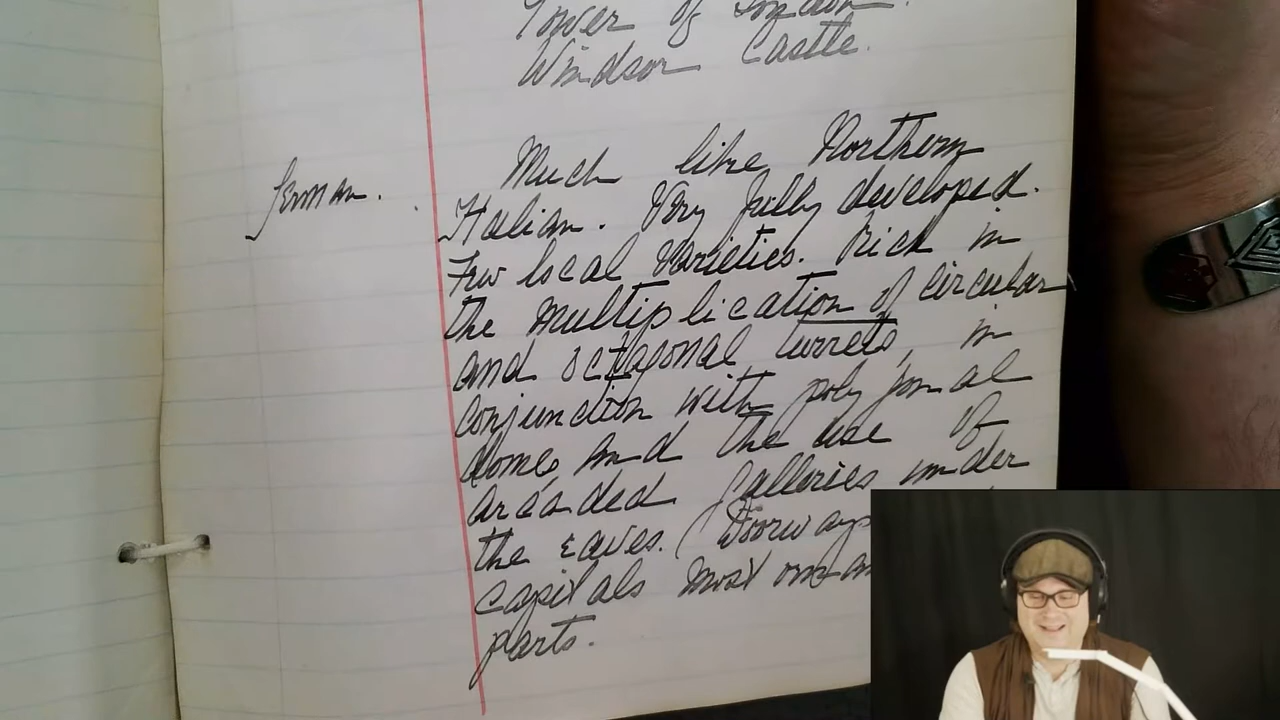 Tower of London.
Windsor Castle.
German.
Much like Northern
Italian. Very fully developed.
Few local varieties. Rich in
the multiplication of circular
and octagonal turrets, in
conjunction with polygonal
domes, and the use of
arcaded galleries under
the eaves. (Doorways
capitals most
parts.